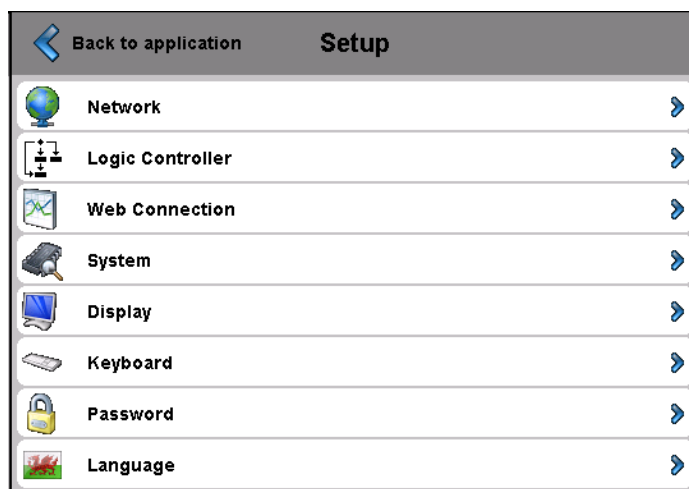 Back to application Setup
Network
Logic Controller
Web Connection
System
Display
Keyboard
Password
Language